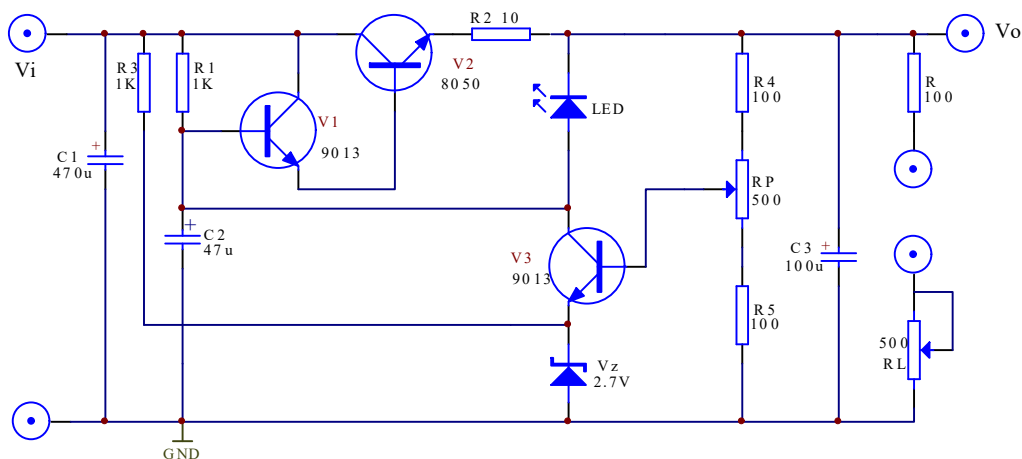 Vi
R3
1K
R1
1K
C1
470u
+
V1
9013
V2
8050
R2 10
LED
R4
100
R
100
Vo
RP
500
C2
47u
+
V3
9013
C3
100u
+
R5
100
500
RL
Vz
2.7V
GND